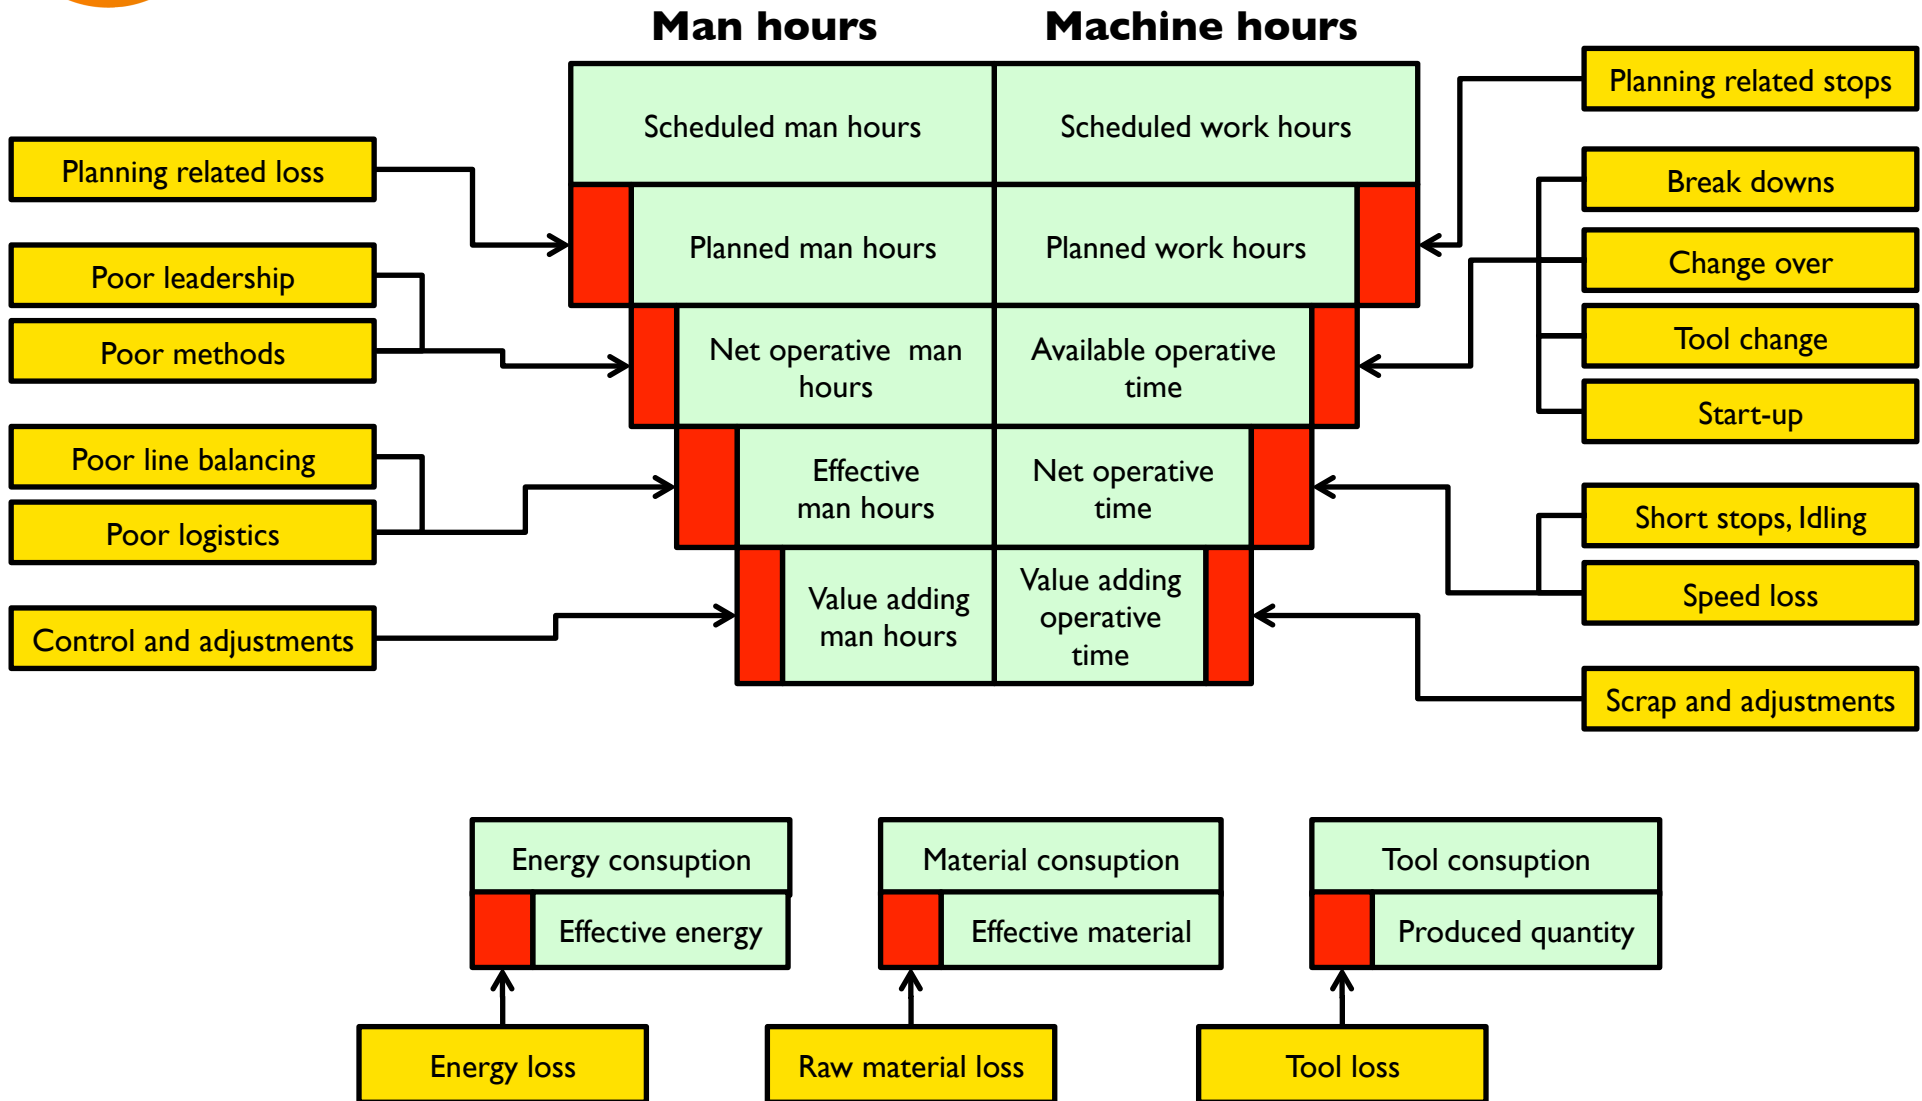 Man hours
Machine hours
Planning related stops
Scheduled man hours
Scheduled work hours
Planning related loss
Break downs
Planned man hours
Planned work hours
Poor leadership
Change over
Poor methods
Net operative man
hours
Available operative
time
Tool change
Start-up
Poor line balancing
Effective
man hours
Net operative
time
Poor logistics
Short stops, Idling
Speed loss
Control and adjustments
Value adding
man hours
Value adding
operative
time
Scrap and adjustments
Energy consuption
Material consuption
Tool consuption
Effective energy
Effective material
Produced quantity
Energy loss
Raw material loss
Tool loss